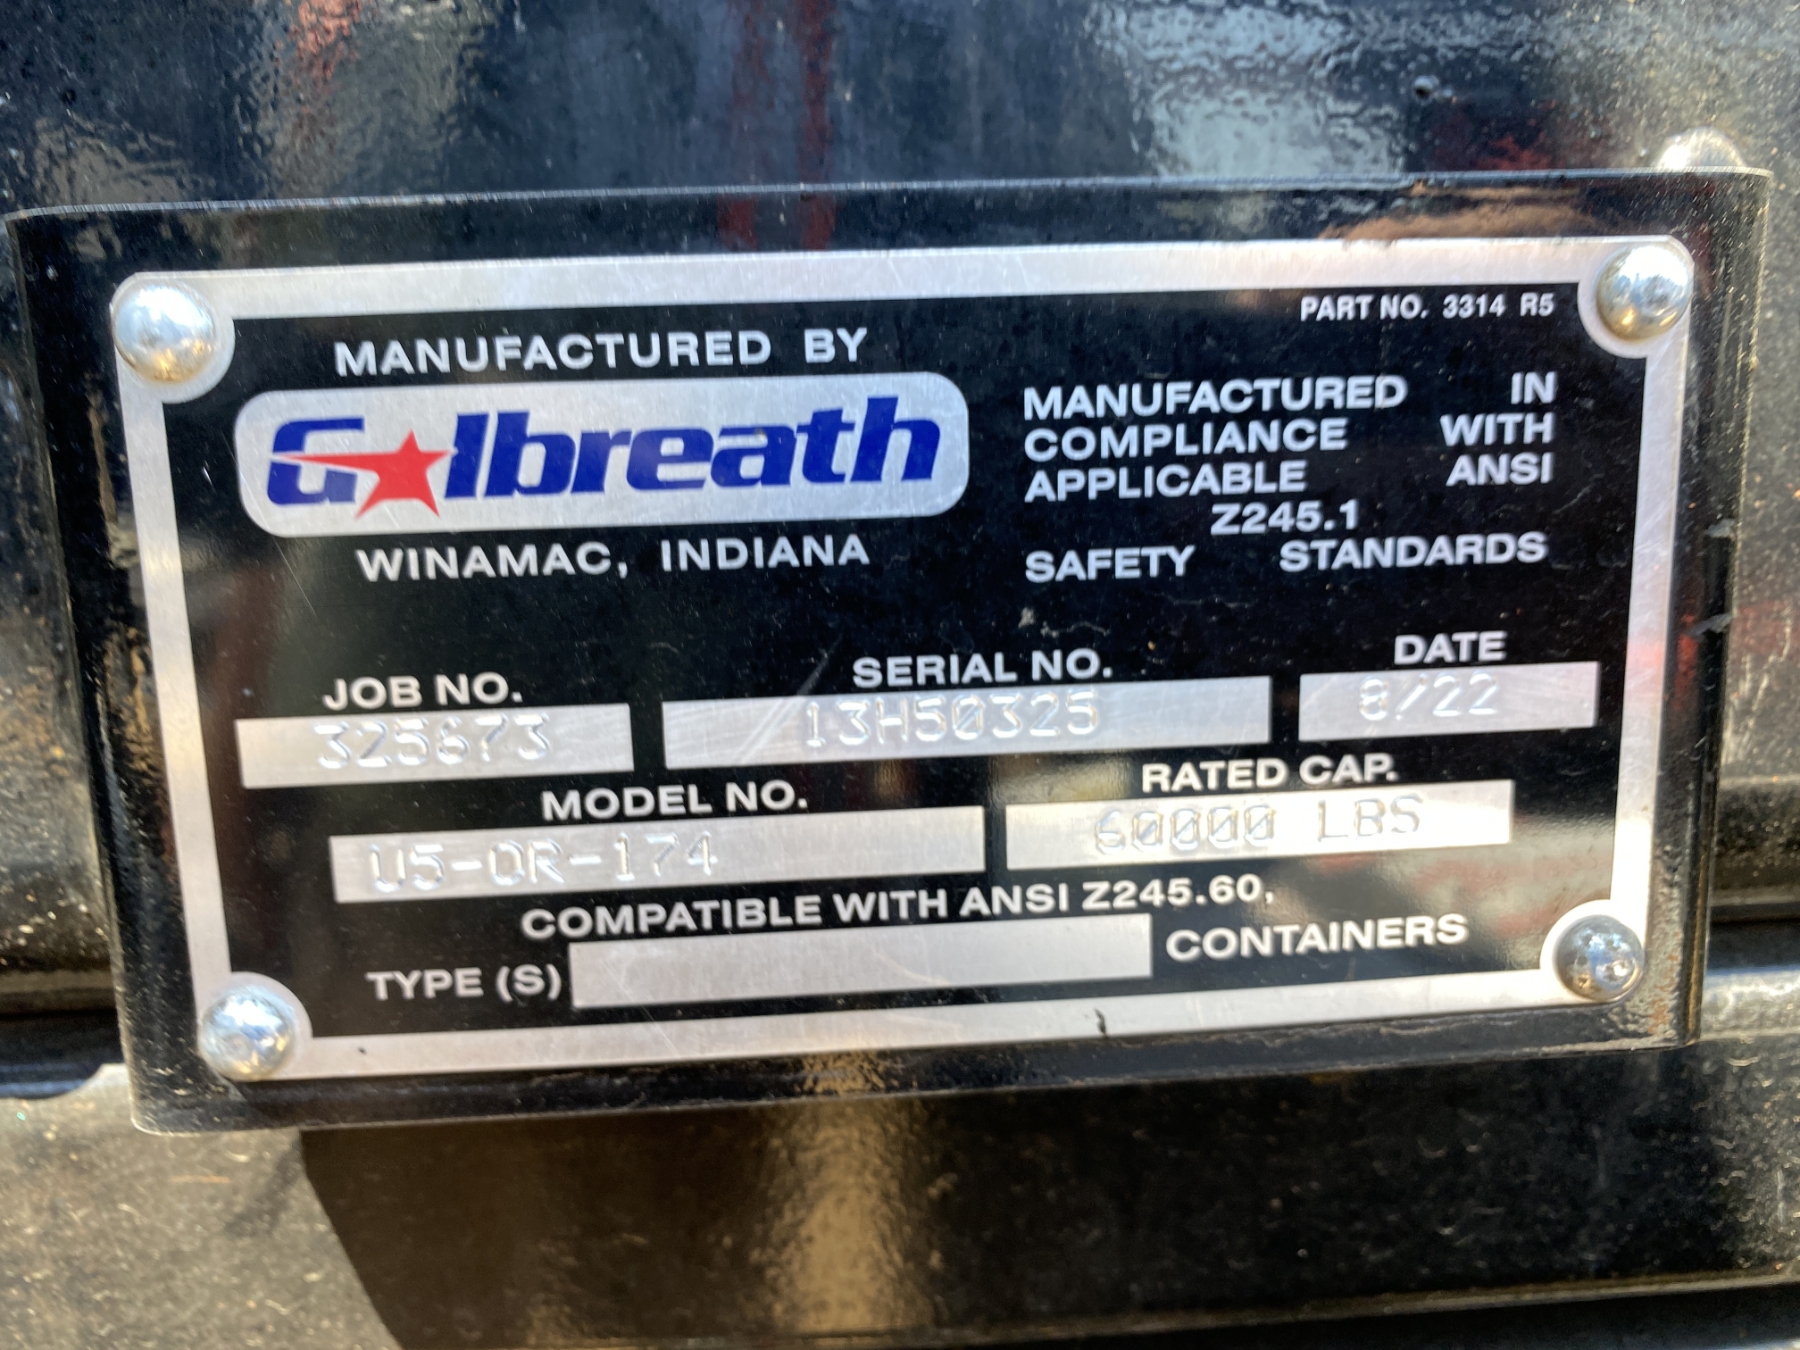 PART NO. 3314 R5
MANUFACTURED BY
Galbreath
WINAMAC, INDIANA
MANUFACTURED IN
COMPLIANCE WITH
APPLICABLE ANSI
Z245.1
SAFETY STANDARDS
JOB NO.
325673
SERIAL NO.
13H50325
DATE
8/22
MODEL NO.
U5-OR-174
RATED CAP.
60000 LBS
COMPATIBLE WITH ANSI Z245.60,
TYPE (S) CONTAINERS